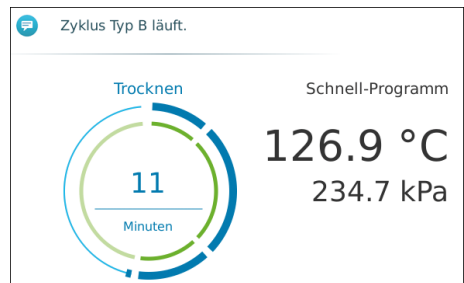 Zyklus Typ B läuft.
Trocknen
Schnell-Programm
126.9 °C
234.7 kPa
11
Minuten